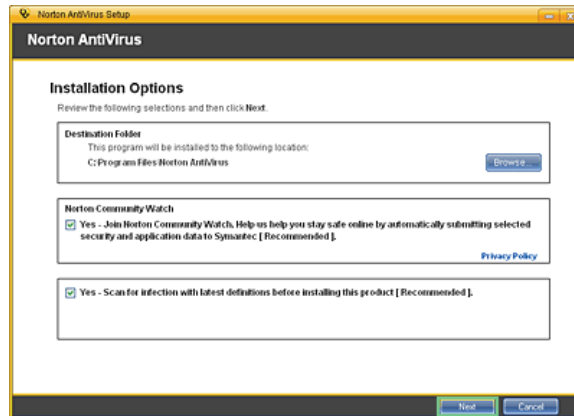 Norton AntiVirus Setup
Norton AntiVirus
Installation Options
Review the following selections and then click Next.
Destination Folder
This program will be installed to the following location:
C:\Program Files\Norton AntiVirus
Browse...
Norton Community Watch
Yes - Join Norton Community Watch, Help us help you stay safe online by automatically submitting selected
security and application data to Symantec [ Recommended ].
Privacy Policy
Yes - Scan for infection with latest definitions before installing this product [ Recommended ].
Next
Cancel